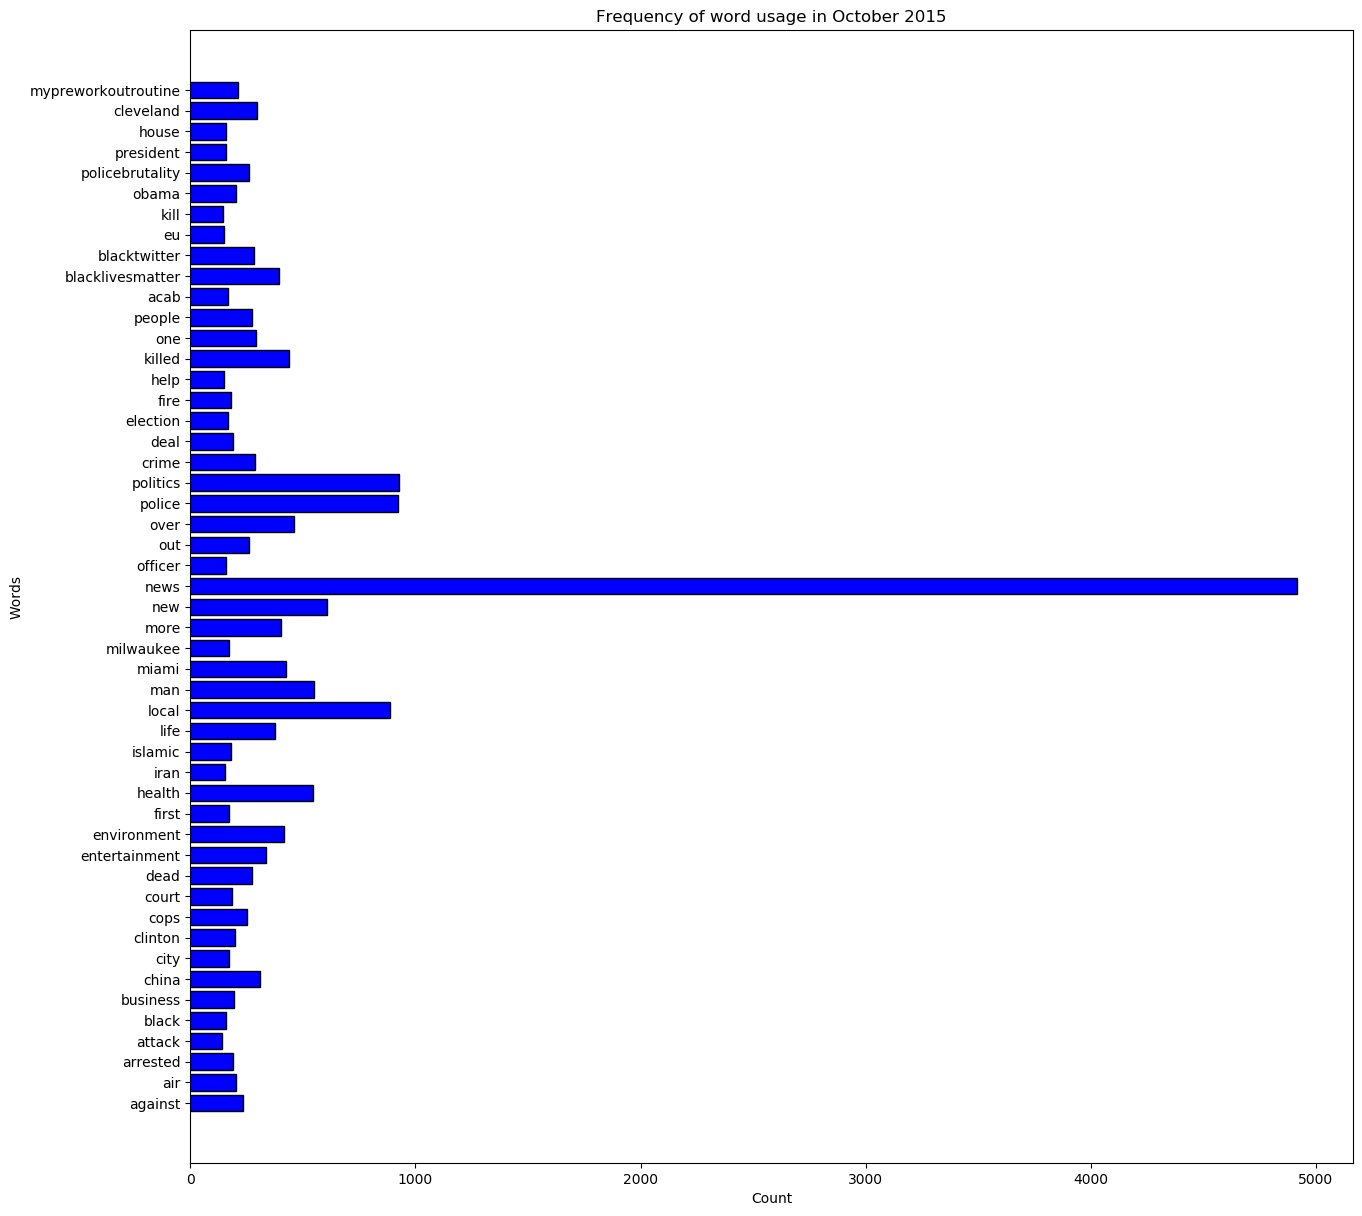 Frequency of word usage in October 2015
mypreworkoutroutine
cleveland
house
president
policebrutality
obama
kill
eu
blacktwitter
blacklivesmatter
acab
people
one
killed
help
fire
election
deal
crime
politics
police
over
out
officer
news
new
more
milwaukee
miami
man
local
life
islamic
iran
health
first
environment
entertainment
dead
court
cops
clinton
city
china
business
black
attack
arrested
air
against
Words
0 1000 2000 3000 4000 5000
Count